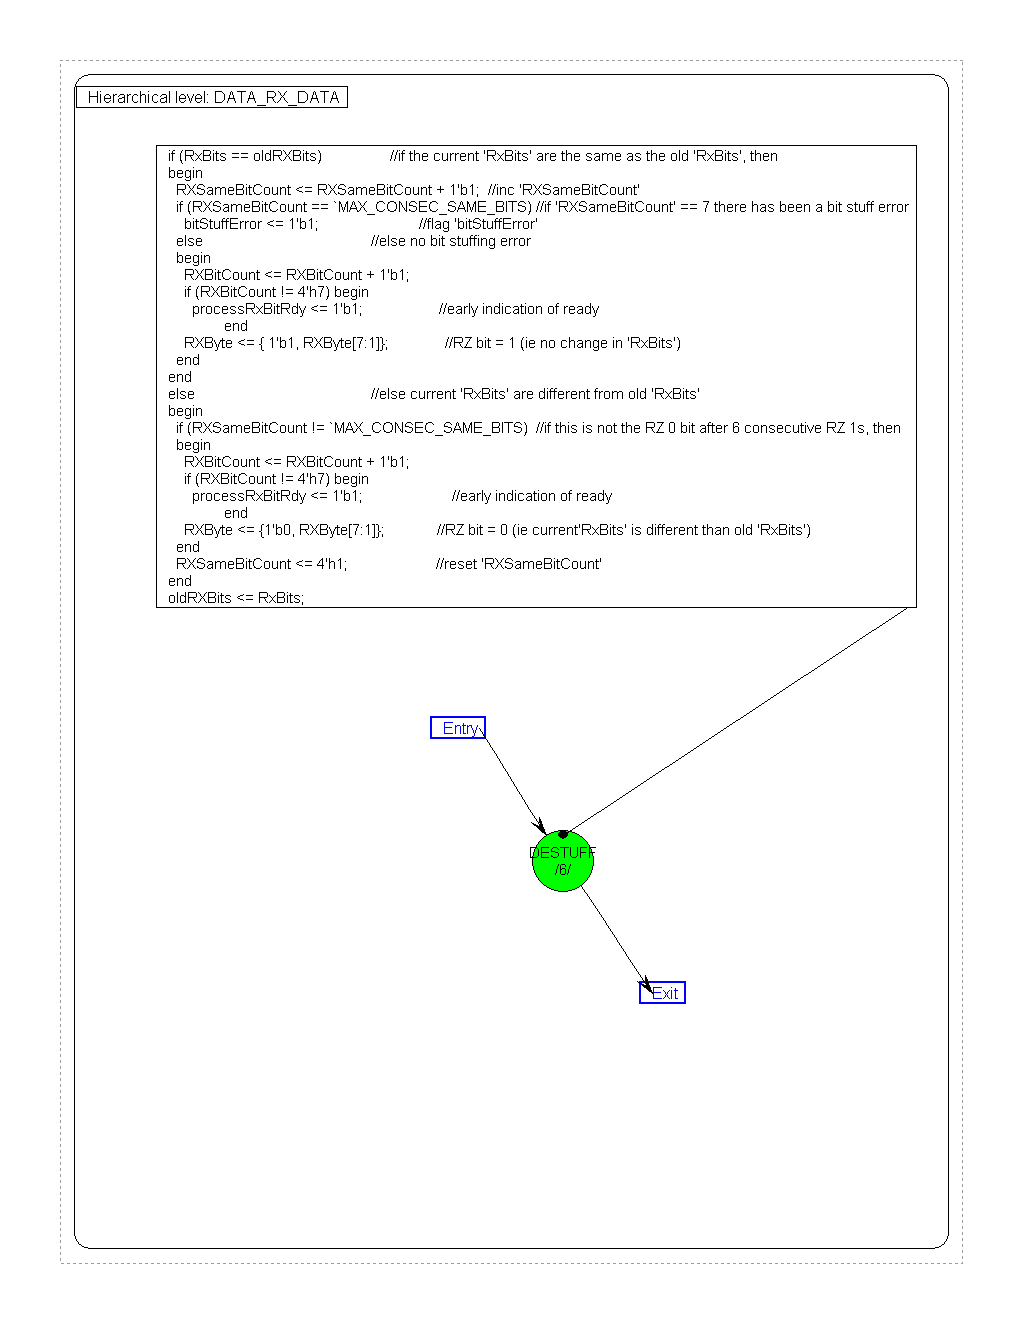 Hierarchical level: DATA_RX_DATA
if (RxBits == oldRXBits) //if the current 'RxBits' are the same as the old 'RxBits', then
begin
RXSameBitCount <= RXSameBitCount + 1'b1; //inc 'RXSameBitCount'
if (RXSameBitCount == `MAX_CONSEC_SAME_BITS) //if 'RXSameBitCount' == 7 there has been a bit stuff error
bitStuffError <= 1'b1; //flag 'bitStuffError'
else //else no bit stuffing error
begin
RXBitCount <= RXBitCount + 1'b1;
if (RXBitCount != 4'h7) begin
processRxBitRdy <= 1'b1; //early indication of ready
end
RXByte <= { 1'b1, RXByte[7:1]}; //RZ bit = 1 (ie no change in 'RxBits')
end
end
else //else current 'RxBits' are different from old 'RxBits'
begin
if (RXSameBitCount != `MAX_CONSEC_SAME_BITS) //if this is not the RZ 0 bit after 6 consecutive RZ 1s, then
begin
RXBitCount <= RXBitCount + 1'b1;
if (RXBitCount != 4'h7) begin
processRxBitRdy <= 1'b1; //early indication of ready
end
RXByte <= {1'b0, RXByte[7:1]}; //RZ bit = 0 (ie current'RxBits' is different than old 'RxBits')
end
RXSameBitCount <= 4'h1; //reset 'RXSameBitCount'
end
oldRXBits <= RxBits;
Entry
DESTUFF
/6/
Exit